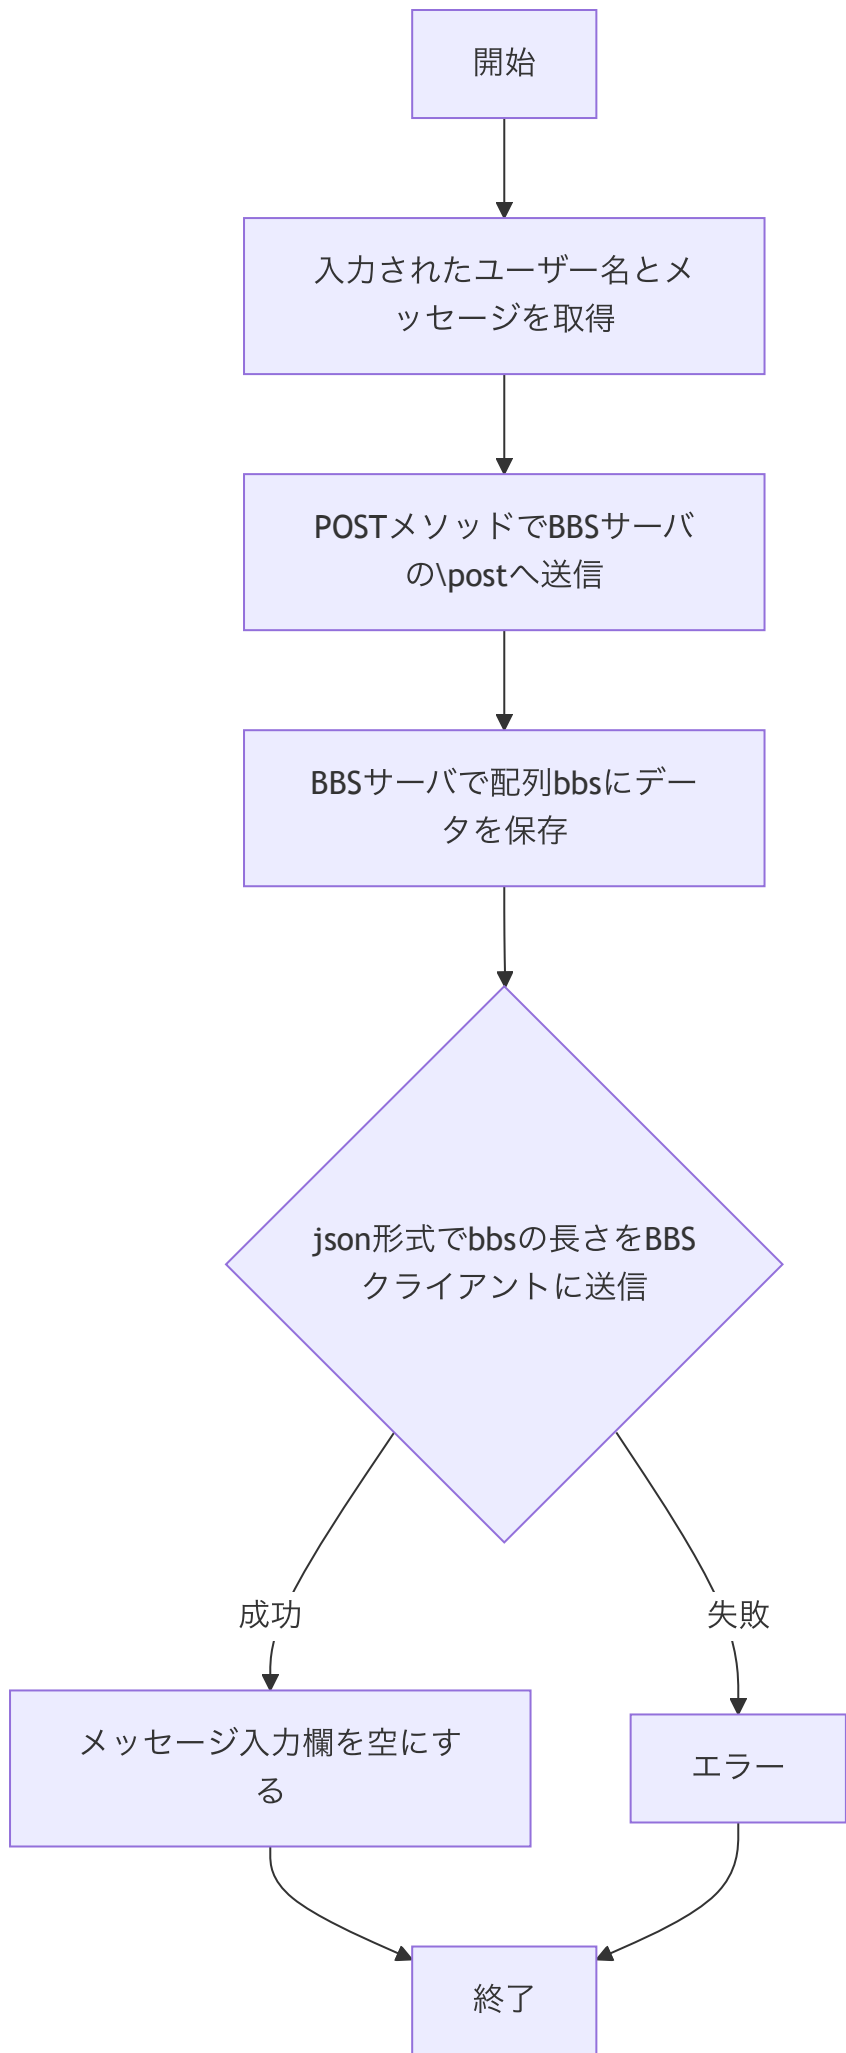 開始
入力されたユーザー名とメ
ッセージを取得
POSTメソッドでBBSサーバ
の\postへ送信
BBSサーバで配列bbsにデー
タを保存
json形式でbbsの長さをBBS
クライアントに送信
成功
失敗
メッセージ入力欄を空にす
る
エラー
終了